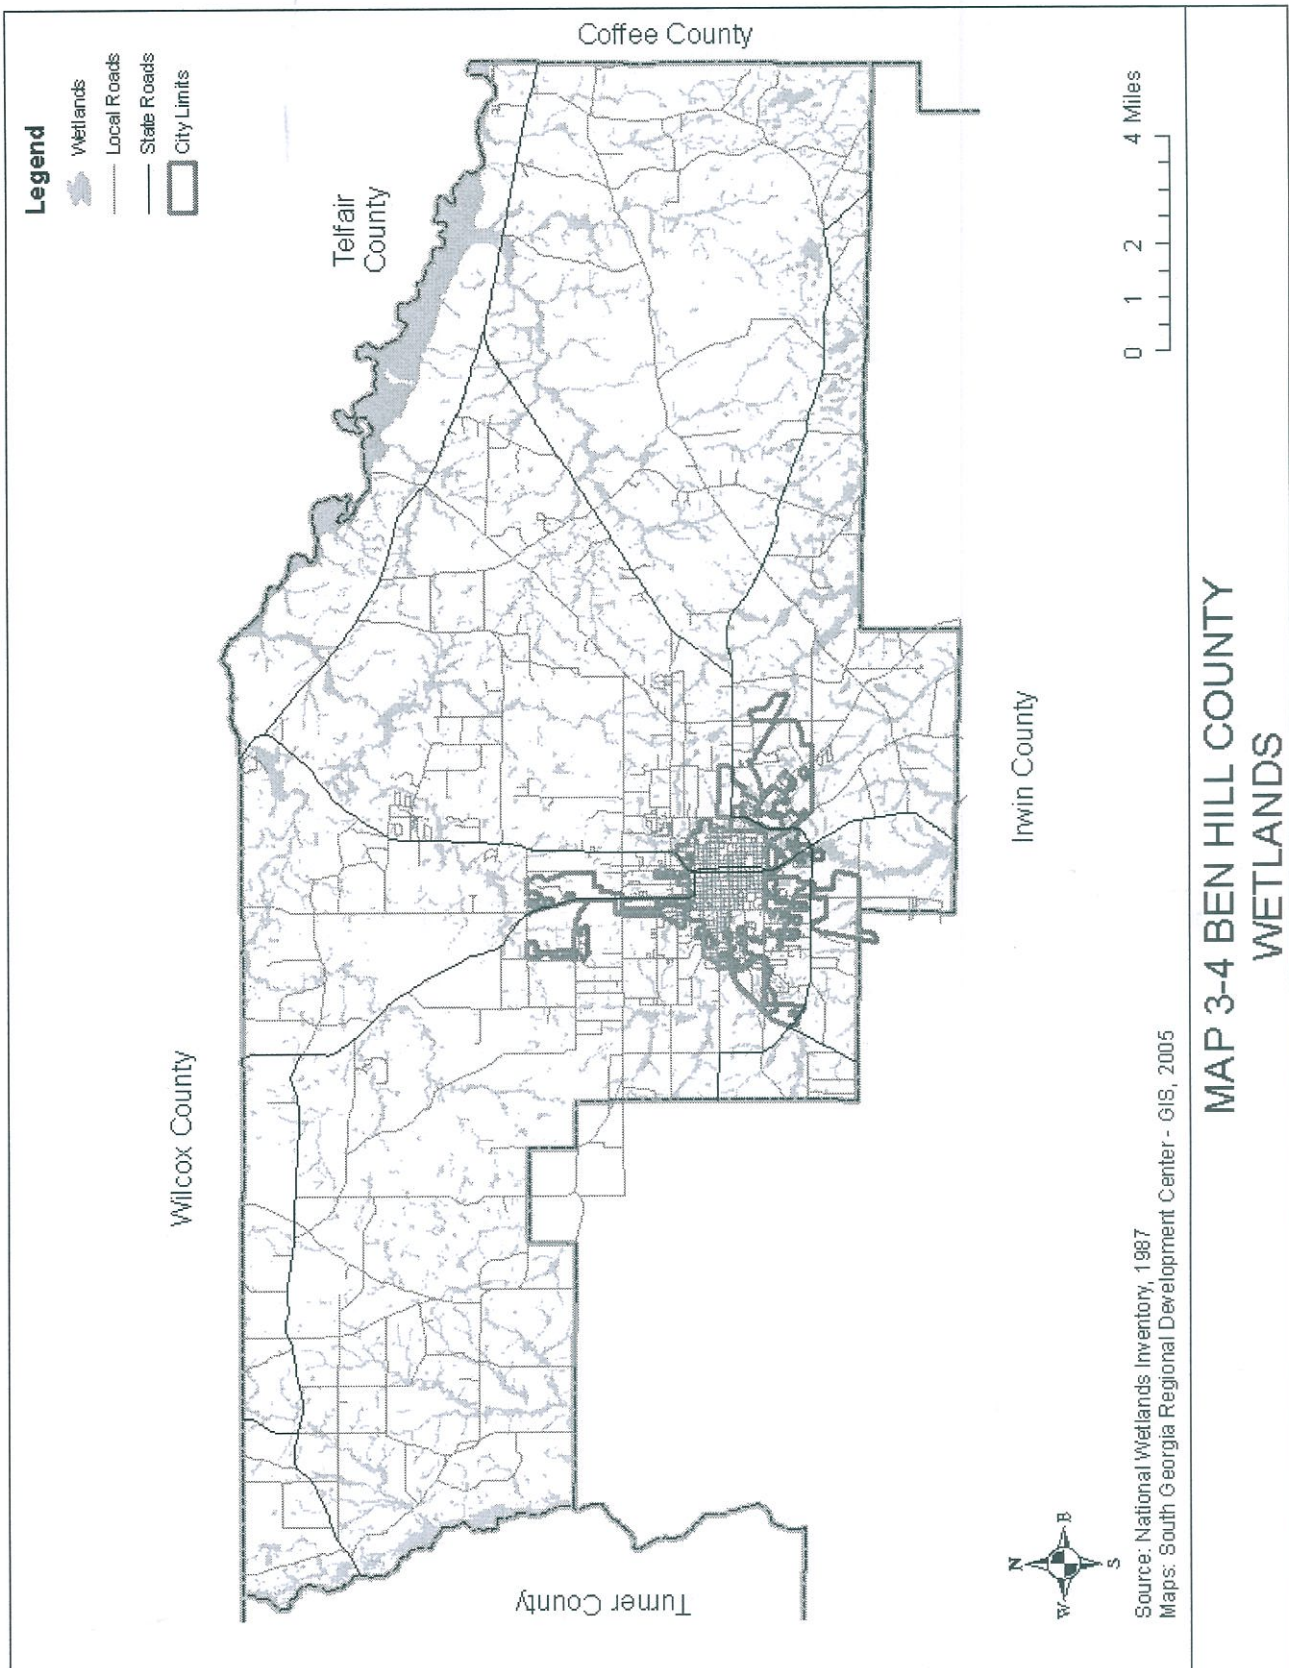 Coffee County
Legend
Wetlands
Local Roads
State Roads
City Limits
Telfair
County
Wilcox County
Irwin County
Turner County
0 1 2 4 Miles
N
W E
S
Source: National Wetlands Inventory, 1987
Maps: South Georgia Regional Development Center - GIS, 2005
MAP 3-4 BEN HILL COUNTY
WETLANDS